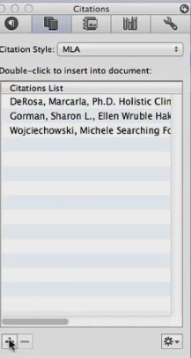 Citations
Citation Style: MLA
Double-click to insert into document:
Citations List
DeRosa, Marcarla, Ph.D. Holistic Clin
Gorman, Sharon L., Ellen Wruble Hak
Wojciechowski, Michele Searching Fo